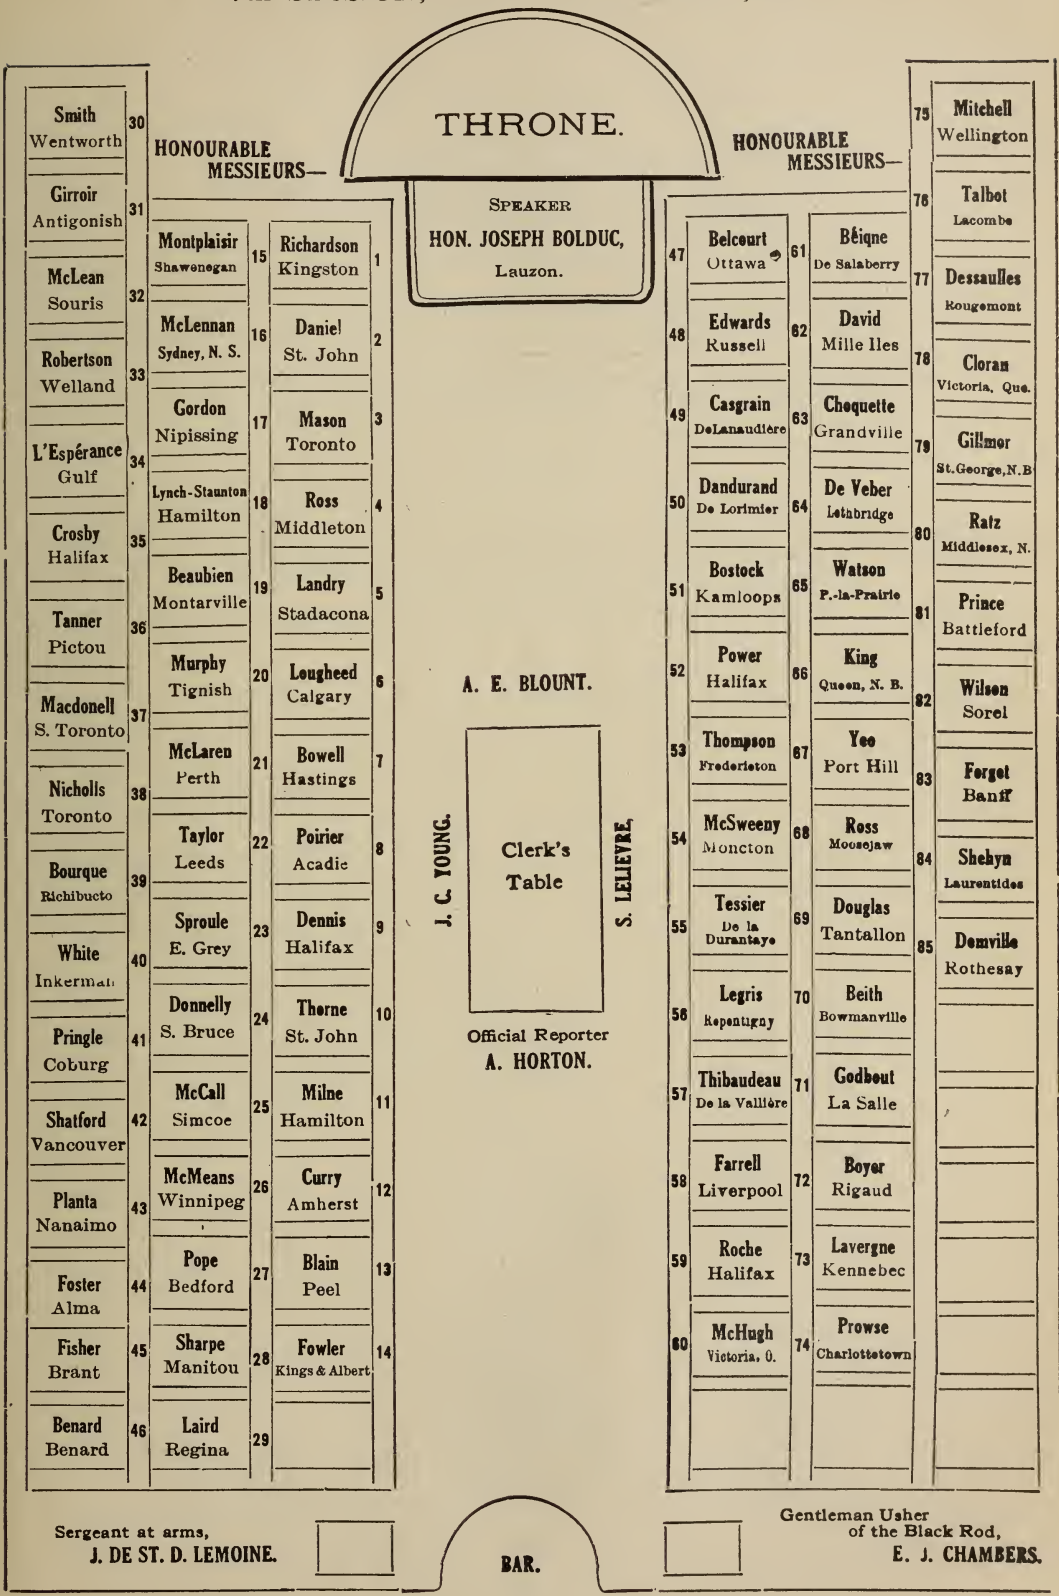 THRONE.
SPEAKER
HON. JOSEPH BOLDUC,
Lauzon.
HONOURABLE
MESSIEURS—
Smith
Wentworth
30
Girroir
Antigonish
31
McLean
Souris
32
Robertson
Welland
33
L'Espérance
Gulf
34
Crosby
Halifax
35
Tanner
Pictou
36
Macdonell
S. Toronto
37
Nicholls
Toronto
38
Bourque
Richibucto
39
White
Inkerman
40
Pringle
Coburg
41
Shatford
Vancouver
42
Planta
Nanaimo
43
Foster
Alma
44
Fisher
Brant
45
Benard
Benard
46
Montplaisir
Shawenegan
15
McLennan
Sydney, N. S.
16
Gordon
Nipissing
17
Lynch-Staunton
Hamilton
18
Beaubien
Montarville
19
Murphy
Tignish
20
McLaren
Perth
21
Taylor
Leeds
22
Sproule
E. Grey
23
Donnelly
S. Bruce
24
McCall
Simcoe
25
McMeans
Winnipeg
26
Pope
Bedford
27
Sharpe
Manitou
28
Laird
Regina
29
Richardson
Kingston
1
Daniel
St. John
2
Mason
Toronto
3
Ross
Middleton
4
Landry
Stadacona
5
Lougheed
Calgary
6
Bowell
Hastings
7
Poirier
Acadie
8
Dennis
Halifax
9
Thorne
St. John
10
Milne
Hamilton
11
Curry
Amherst
12
Blain
Peel
13
Fowler
Kings & Albert
14
A. E. BLOUNT.
J. C. YOUNG.
Clerk's
Table
S. LELIEVRE,
Official Reporter
A. HORTON.
HONOURABLE
MESSIEURS—
47
Belcourt
Ottawa
48
Edwards
Russell
49
Casgrain
DeLanaudière
50
Dandurand
De Lorimier
51
Bostock
Kamloops
52
Power
Halifax
53
Thompson
Fredericton
54
McSweeny
Moncton
55
Tessier
De la
Durantaye
56
Legris
Repentigny
57
Thibaudeau
De la Vallière
58
Farrell
Liverpool
59
Roche
Halifax
60
McHugh
Victoria, O.
61
Béique
De Salaberry
62
David
Mille Iles
63
Choquette
Grandville
64
De Veber
Lethbridge
65
Watson
P.-la-Prairie
66
King
Queen, N. B.
67
Yeo
Port Hill
68
Ross
Moosejaw
69
Douglas
Tantallon
70
Beith
Bowmanville
71
Godbout
La Salle
72
Boyer
Rigaud
73
Lavergne
Kennebec
74
Prowse
Charlottetown
75
Mitchell
Wellington
76
Talbot
Lacombe
77
Dessaulles
Rougemont
78
Cloran
Victoria, Que.
79
Gillmor
St.George,N.B
80
Ratz
Middlesex, N.
81
Prince
Battleford
82
Wilson
Sorel
83
Forget
Banff
84
Shehyn
Laurentides
85
Domville
Rothesay
Sergeant at arms,
J. DE ST. D. LEMOINE.
BAR.
Gentleman Usher
of the Black Rod,
E. J. CHAMBERS.